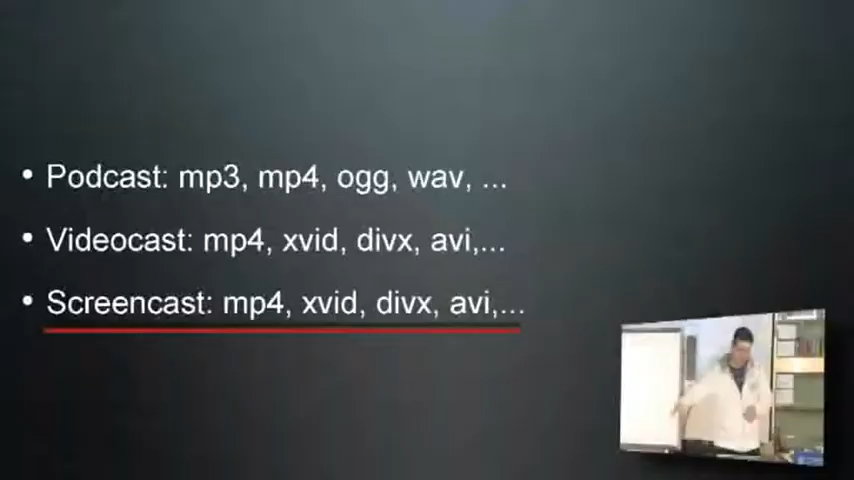 • Podcast: mp3, mp4, ogg, wav, ...
• Videocast: mp4, xvid, divx, avi,...
• Screencast: mp4, xvid, divx, avi,...